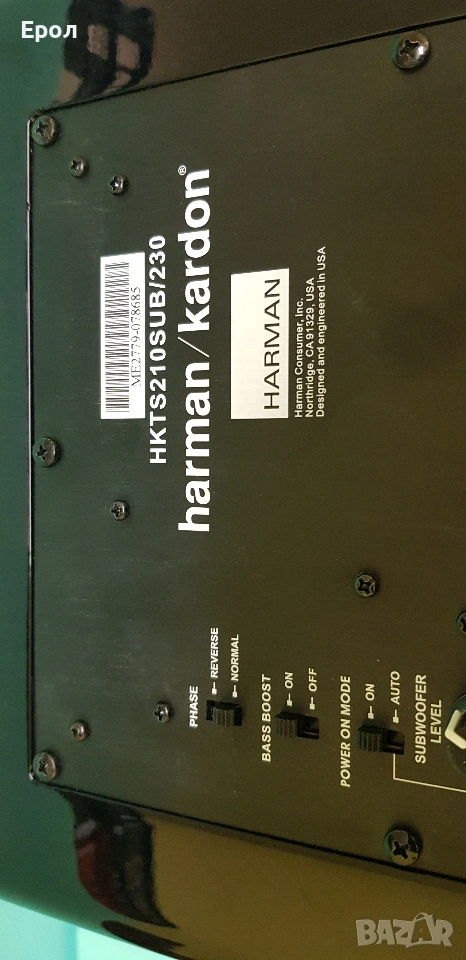 Ерол
ME2779-078685
HKTS210SUB/230
harman/kardon®
HARMAN
Harman Consumer, Inc.
Northridge, CA 91329, USA
Designed and engineered in USA
PHASE
REVERSE
NORMAL
BASS BOOST
ON
OFF
POWER ON MODE
ON
AUTO
SUBWOOFER
LEVEL
BAZAR